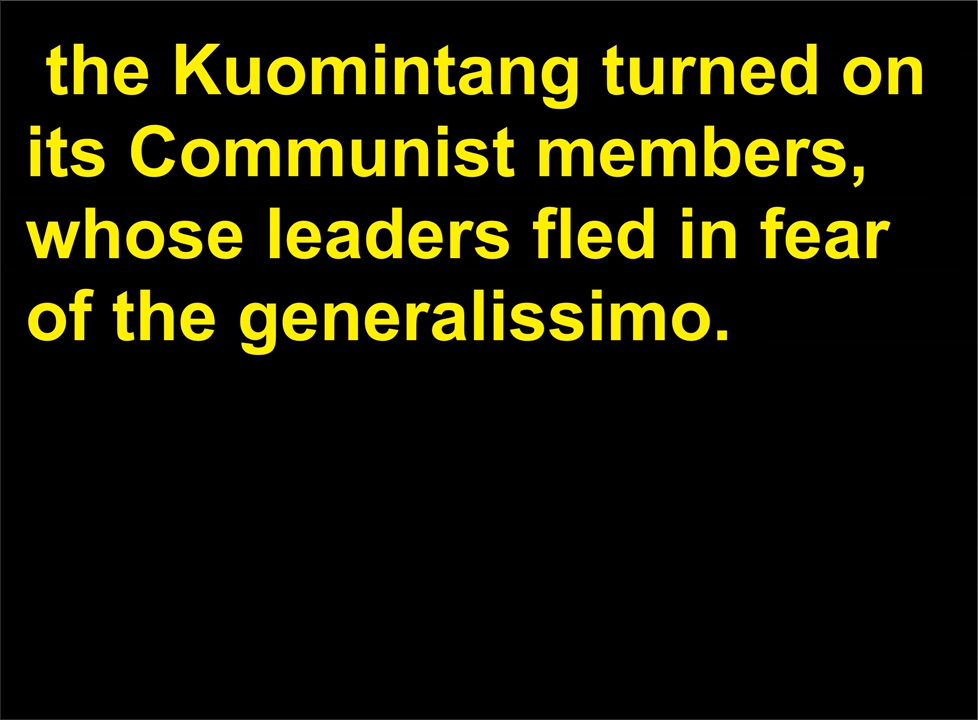 the Kuomintang turned on
its Communist members,
whose leaders fled in fear
of the generalissimo.